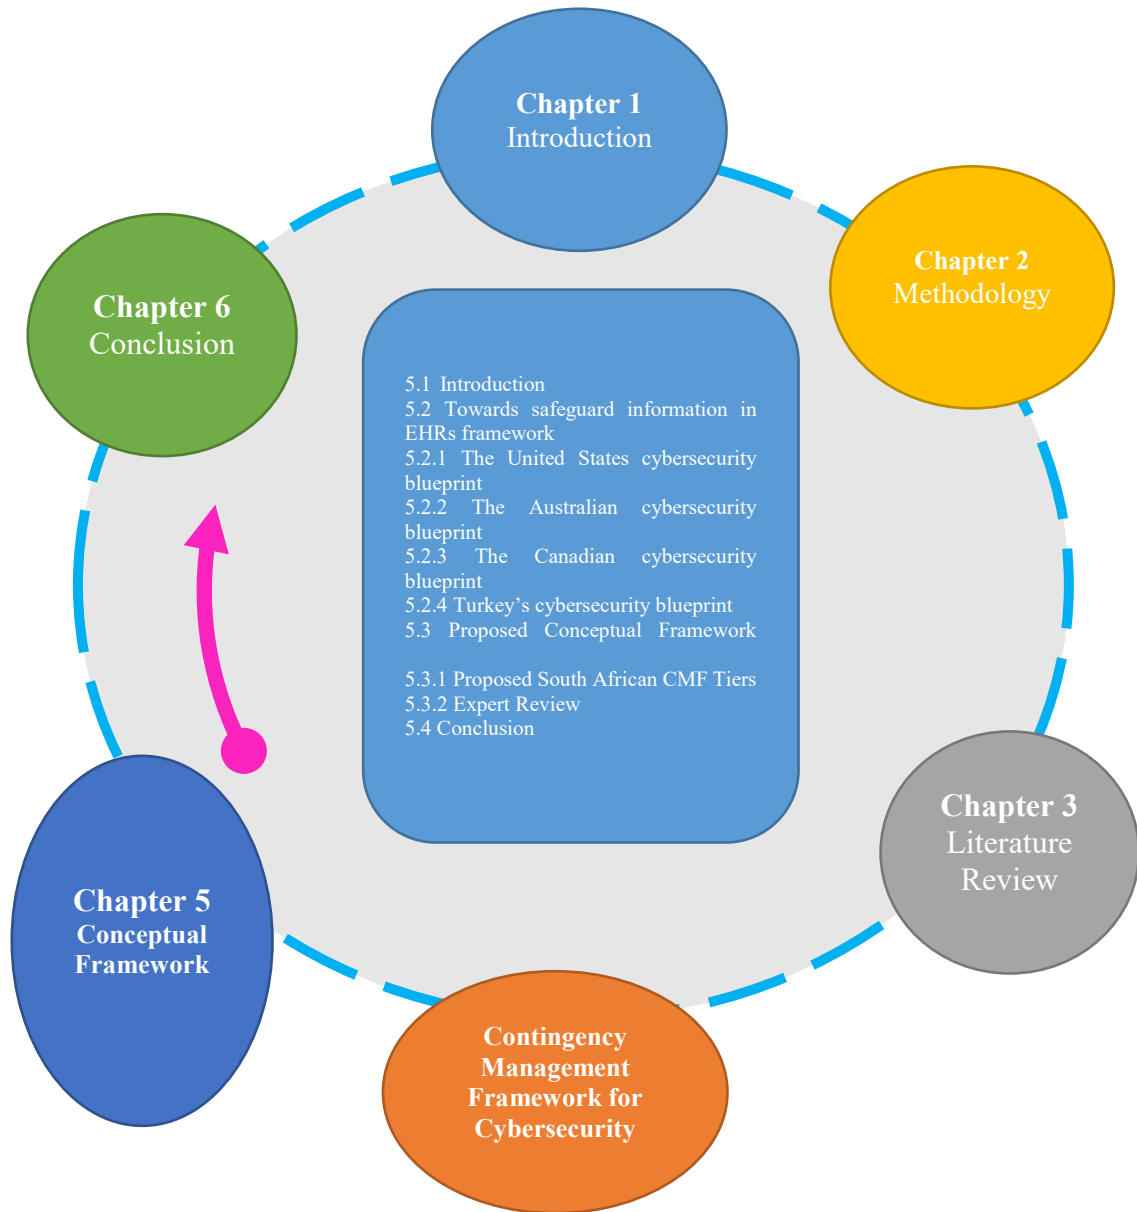 Chapter 1
Introduction
Chapter 2
Methodology
Chapter 6
Conclusion
5.1 Introduction
5.2 Towards safeguard information in
EHRs framework
5.2.1 The United States cybersecurity
blueprint
5.2.2 The Australian cybersecurity
blueprint
5.2.3 The Canadian cybersecurity
blueprint
5.2.4 Turkey’s cybersecurity blueprint
5.3 Proposed Conceptual Framework
5.3.1 Proposed South African CMF Tiers
5.3.2 Expert Review
5.4 Conclusion
Chapter 3
Literature
Review
Chapter 5
Conceptual
Framework
Contingency
Management
Framework for
Cybersecurity